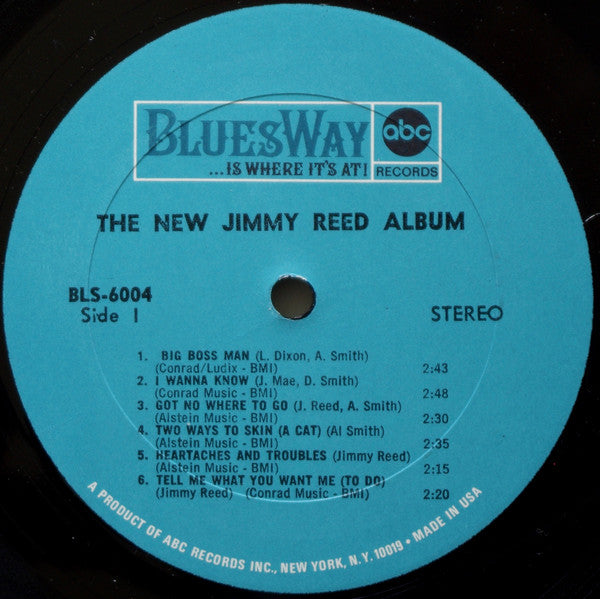 BLUESWAY
...IS WHERE IT'S AT!
abc
RECORDS
THE NEW JIMMY REED ALBUM
BLS-6004
Side 1
STEREO
1. BIG BOSS MAN (L. Dixon, A. Smith)
(Conrad/Ludix - BMI) 2:43
2. I WANNA KNOW (J. Mae, D. Smith)
(Conrad Music - BMI) 2:48
3. GOT NO WHERE TO GO (J. Reed, A. Smith)
(Alstein Music - BMI) 2:30
4. TWO WAYS TO SKIN (A CAT) (Al Smith)
(Alstein Music - BMI) 2:35
5. HEARTACHES AND TROUBLES (Jimmy Reed)
(Alstein Music - BMI) 2:15
6. TELL ME WHAT YOU WANT ME (TO DO)
(Jimmy Reed) (Conrad Music - BMI) 2:20
A PRODUCT OF ABC RECORDS INC., NEW YORK, N.Y. 10019 • MADE IN USA